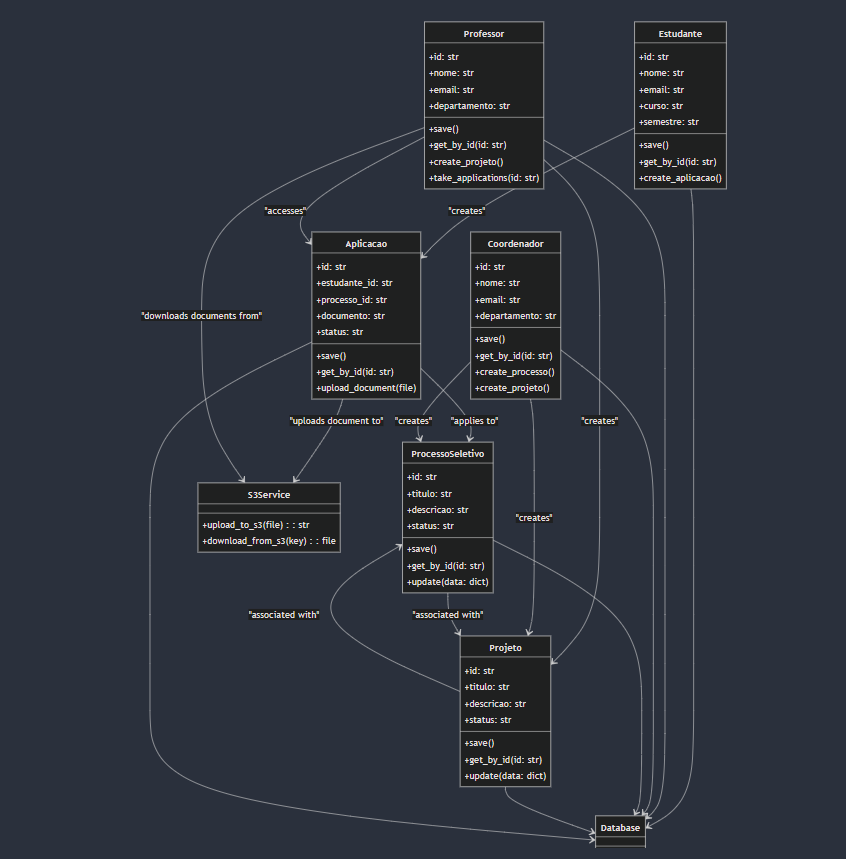 Professor
+id: str
+nome: str
+email: str
+departamento: str
+save()
+get_by_id(id: str)
+create_projeto()
+take_applications(id: str)
Estudante
+id: str
+nome: str
+email: str
+curso: str
+semestre: str
+save()
+get_by_id(id: str)
+create_aplicacao()
"accesses"
"creates"
Aplicacao
+id: str
+estudante_id: str
+processo_id: str
+documento: str
+status: str
+save()
+get_by_id(id: str)
+upload_document(file)
Coordenador
+id: str
+nome: str
+email: str
+departamento: str
+save()
+get_by_id(id: str)
+create_processo()
+create_projeto()
"downloads documents from"
"uploads document to"
"creates"
"applies to"
"creates"
ProcessoSeletivo
+id: str
+titulo: str
+descricao: str
+status: str
+save()
+get_by_id(id: str)
+update(data: dict)
S3Service
+upload_to_s3(file) : : str
+download_from_s3(key) : : file
"creates"
"associated with"
"associated with"
Projeto
+id: str
+titulo: str
+descricao: str
+status: str
+save()
+get_by_id(id: str)
+update(data: dict)
Database